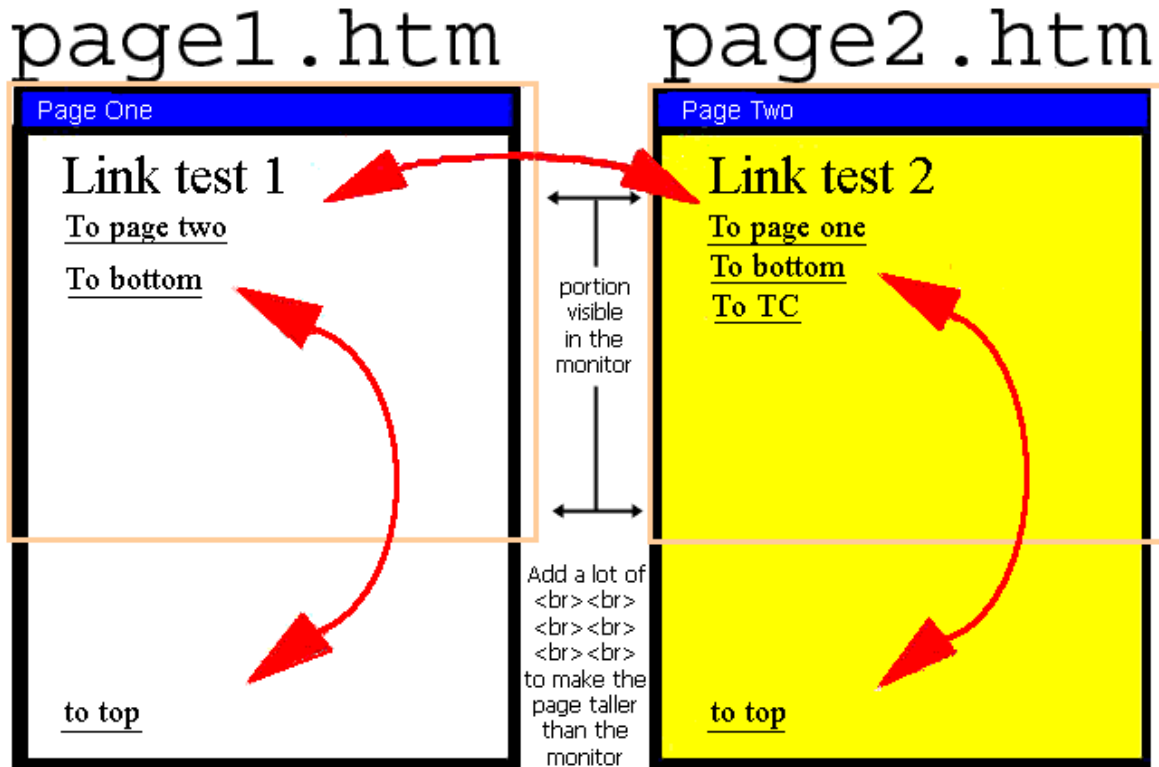 page1.htm
page2.htm
Page One
Link test 1
To page two
To bottom
to top
portion
visible
in the
monitor
Add a lot of
<br><br>
<br><br>
<br><br>
to make the
page taller
than the
monitor
Page Two
Link test 2
To page one
To bottom
To TC
to top